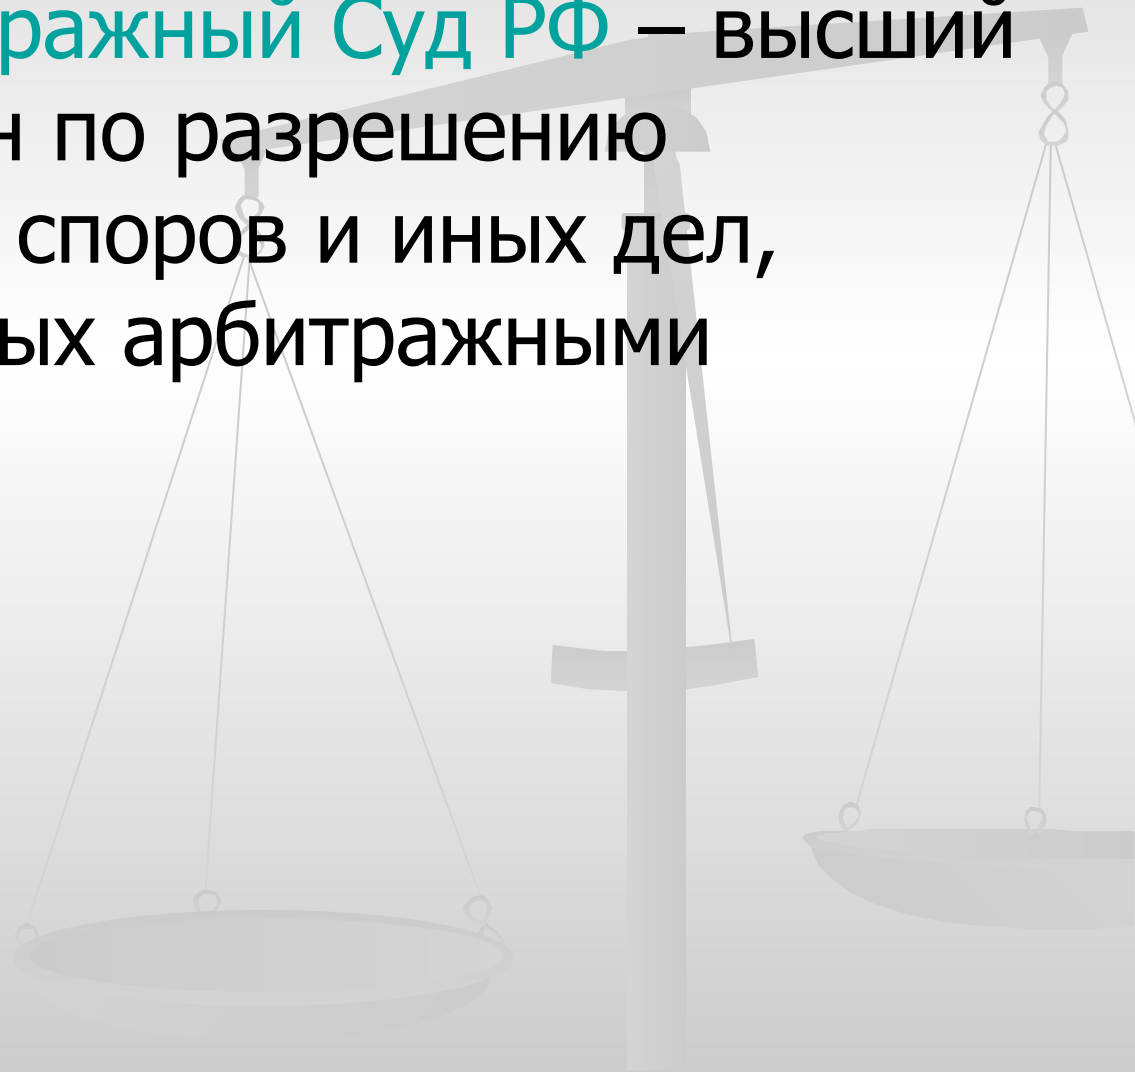 ражный Суд РФ – высший
н по разрешению
споров и иных дел,
ых арбитражными